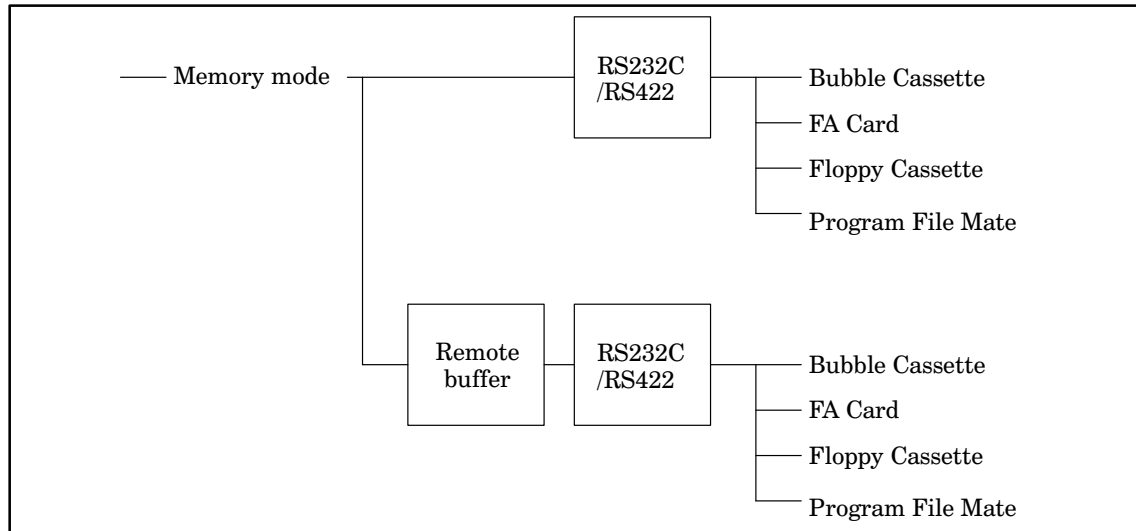 Memory mode
RS232C
/RS422
Bubble Cassette
FA Card
Floppy Cassette
Program File Mate
Remote
buffer
RS232C
/RS422
Bubble Cassette
FA Card
Floppy Cassette
Program File Mate